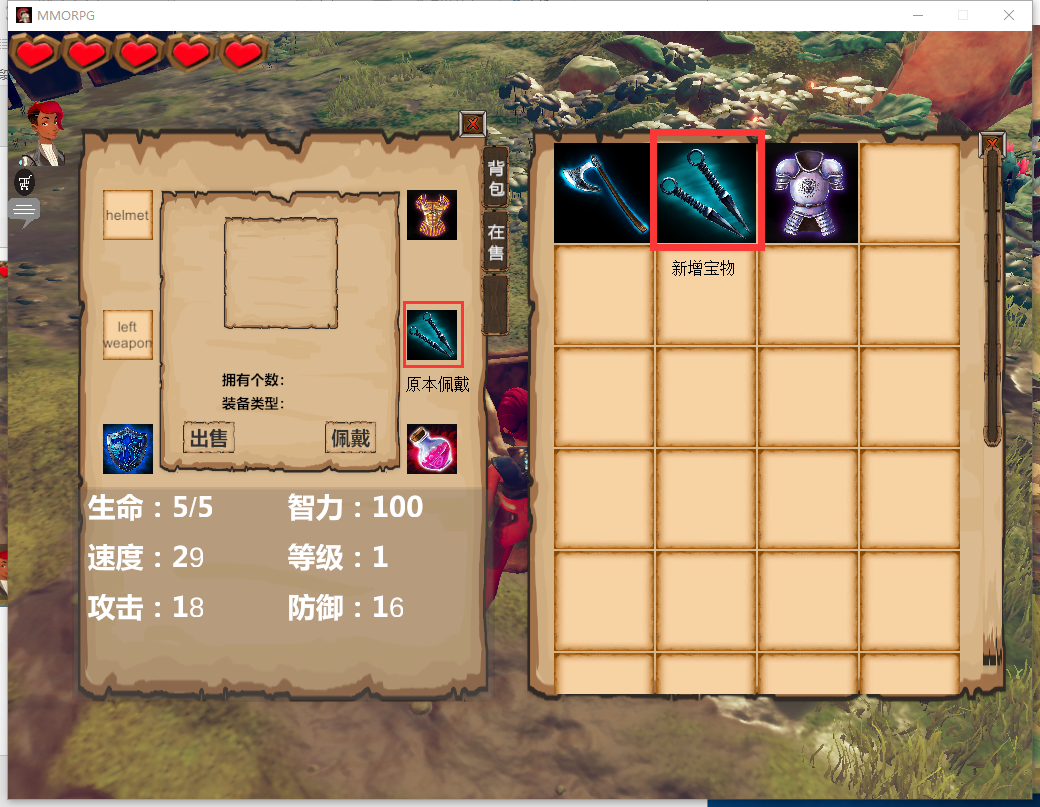 MMORPG
背包
在售
helmet
left
weapon
原本佩戴
新增宝物
拥有个数:
装备类型:
出售
佩戴
生命：5/5
智力：100
速度：29
等级：1
攻击：18
防御：16